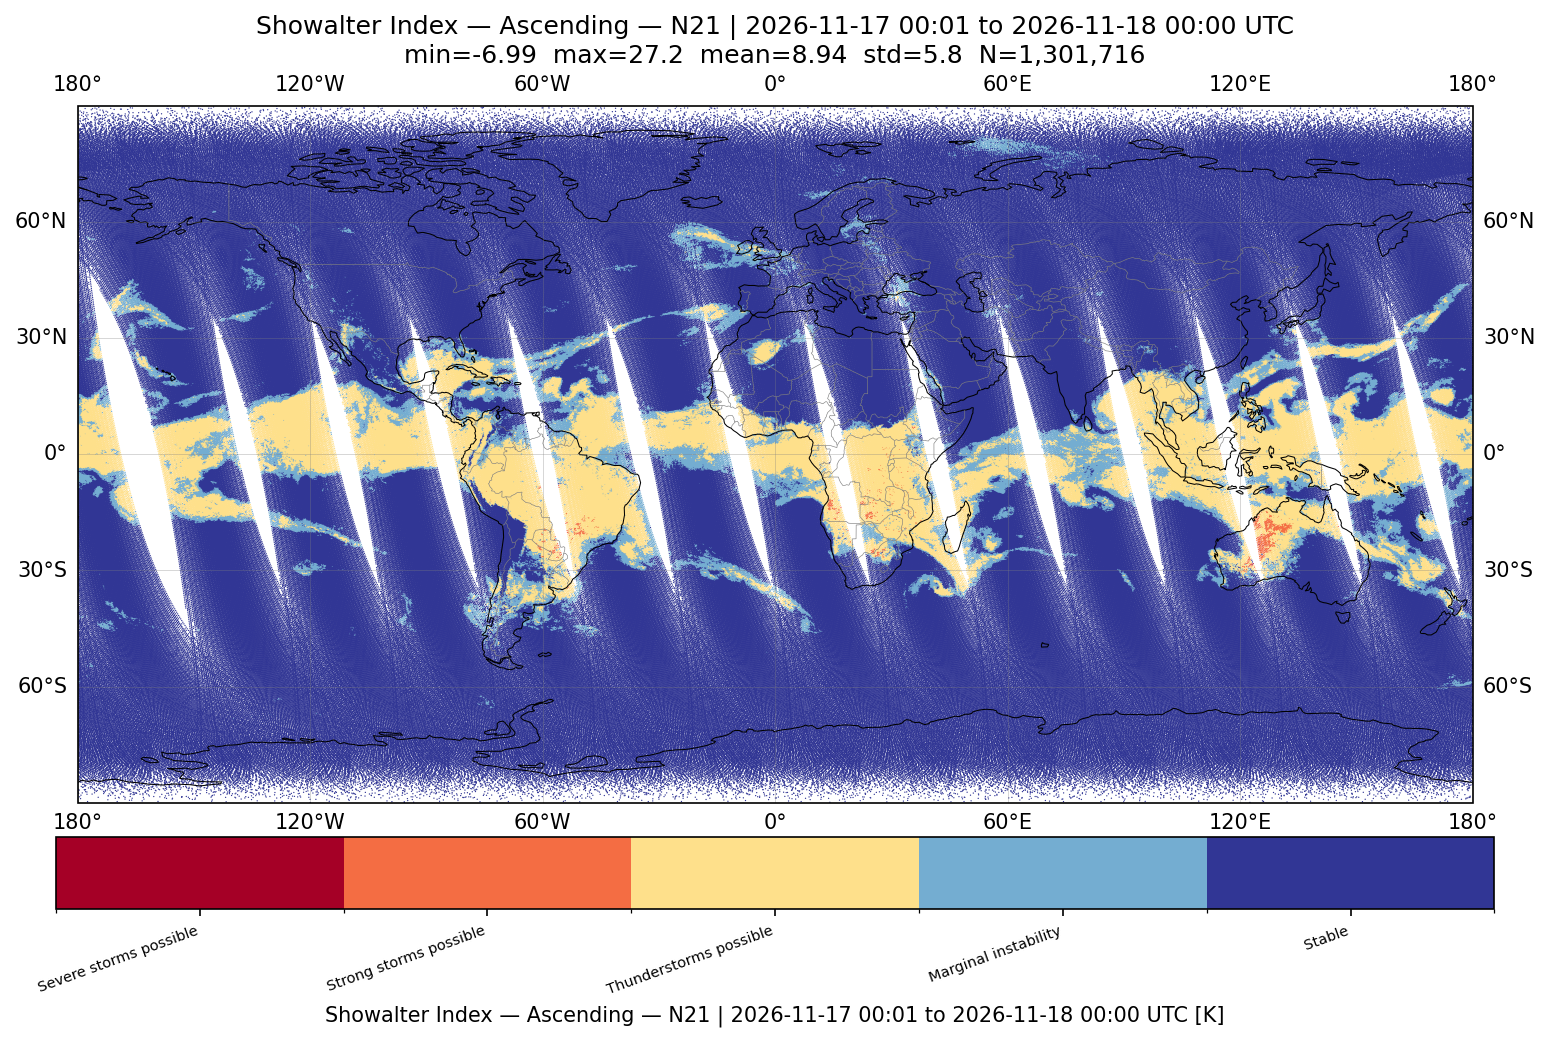 Showalter Index — Ascending — N21 | 2026-11-17 00:01 to 2026-11-18 00:00 UTC
min=-6.99 max=27.2 mean=8.94 std=5.8 N=1,301,716
180° 120°W 60°W 0° 60°E 120°E 180°
60°N 60°N
30°N 30°N
0° 0°
30°S 30°S
60°S 60°S
180° 120°W 60°W 0° 60°E 120°E 180°
Severe storms possible Strong storms possible Thunderstorms possible Marginal instability Stable
Showalter Index — Ascending — N21 | 2026-11-17 00:01 to 2026-11-18 00:00 UTC [K]